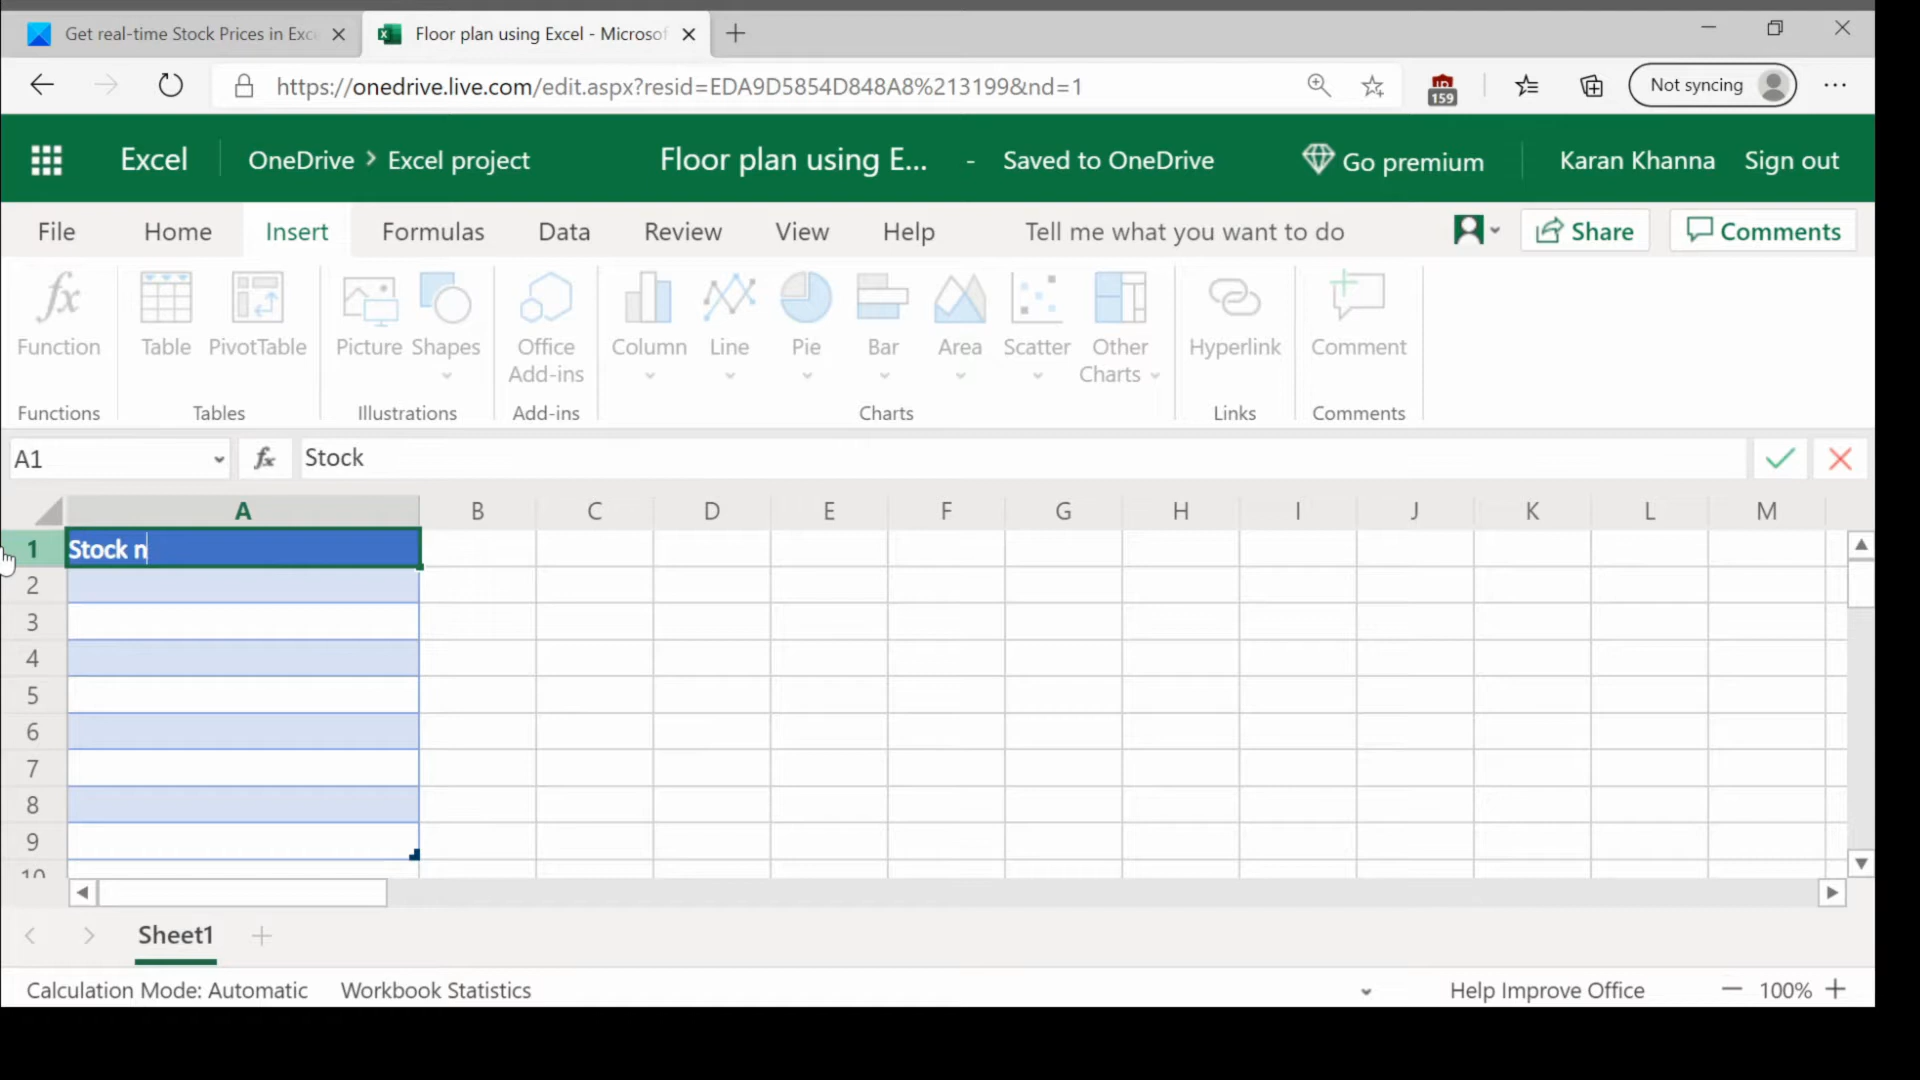 Get real-time Stock Prices in Exc
Floor plan using Excel - Microsof
https://onedrive.live.com/edit.aspx?resid=EDA9D5854D848A8%213199&nd=1
159
Not syncing
Excel
OneDrive > Excel project
Floor plan using E... - Saved to OneDrive
Go premium
Karan Khanna
Sign out
File Home Insert Formulas Data Review View Help
Tell me what you want to do
Share
Comments
Function Table PivotTable Picture Shapes Office Add-ins Column Line Pie Bar Area Scatter Other Charts Hyperlink Comment
Functions Tables Illustrations Add-ins Charts Links Comments
A1 fx Stock
A B C D E F G H I J K L M
1 Stock n
2
3
4
5
6
7
8
9
10
Sheet1
Calculation Mode: Automatic Workbook Statistics
Help Improve Office
100%